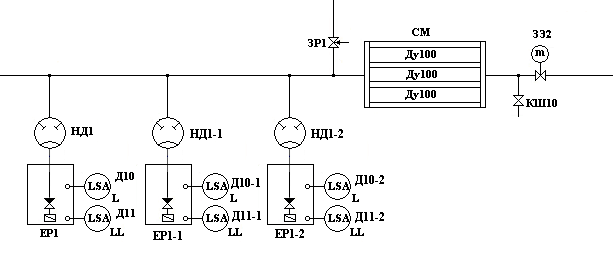 СМ
ЗЭ2
ЗР1
Ду100
m
Ду100
Ду100
КШ10
НД1
НД1-1
НД1-2
LSA
Д10
L
LSA
Д10-1
L
LSA
Д10-2
L
LSA
Д11
LL
LSA
Д11-1
LL
LSA
Д11-2
LL
ЕР1
ЕР1-1
ЕР1-2